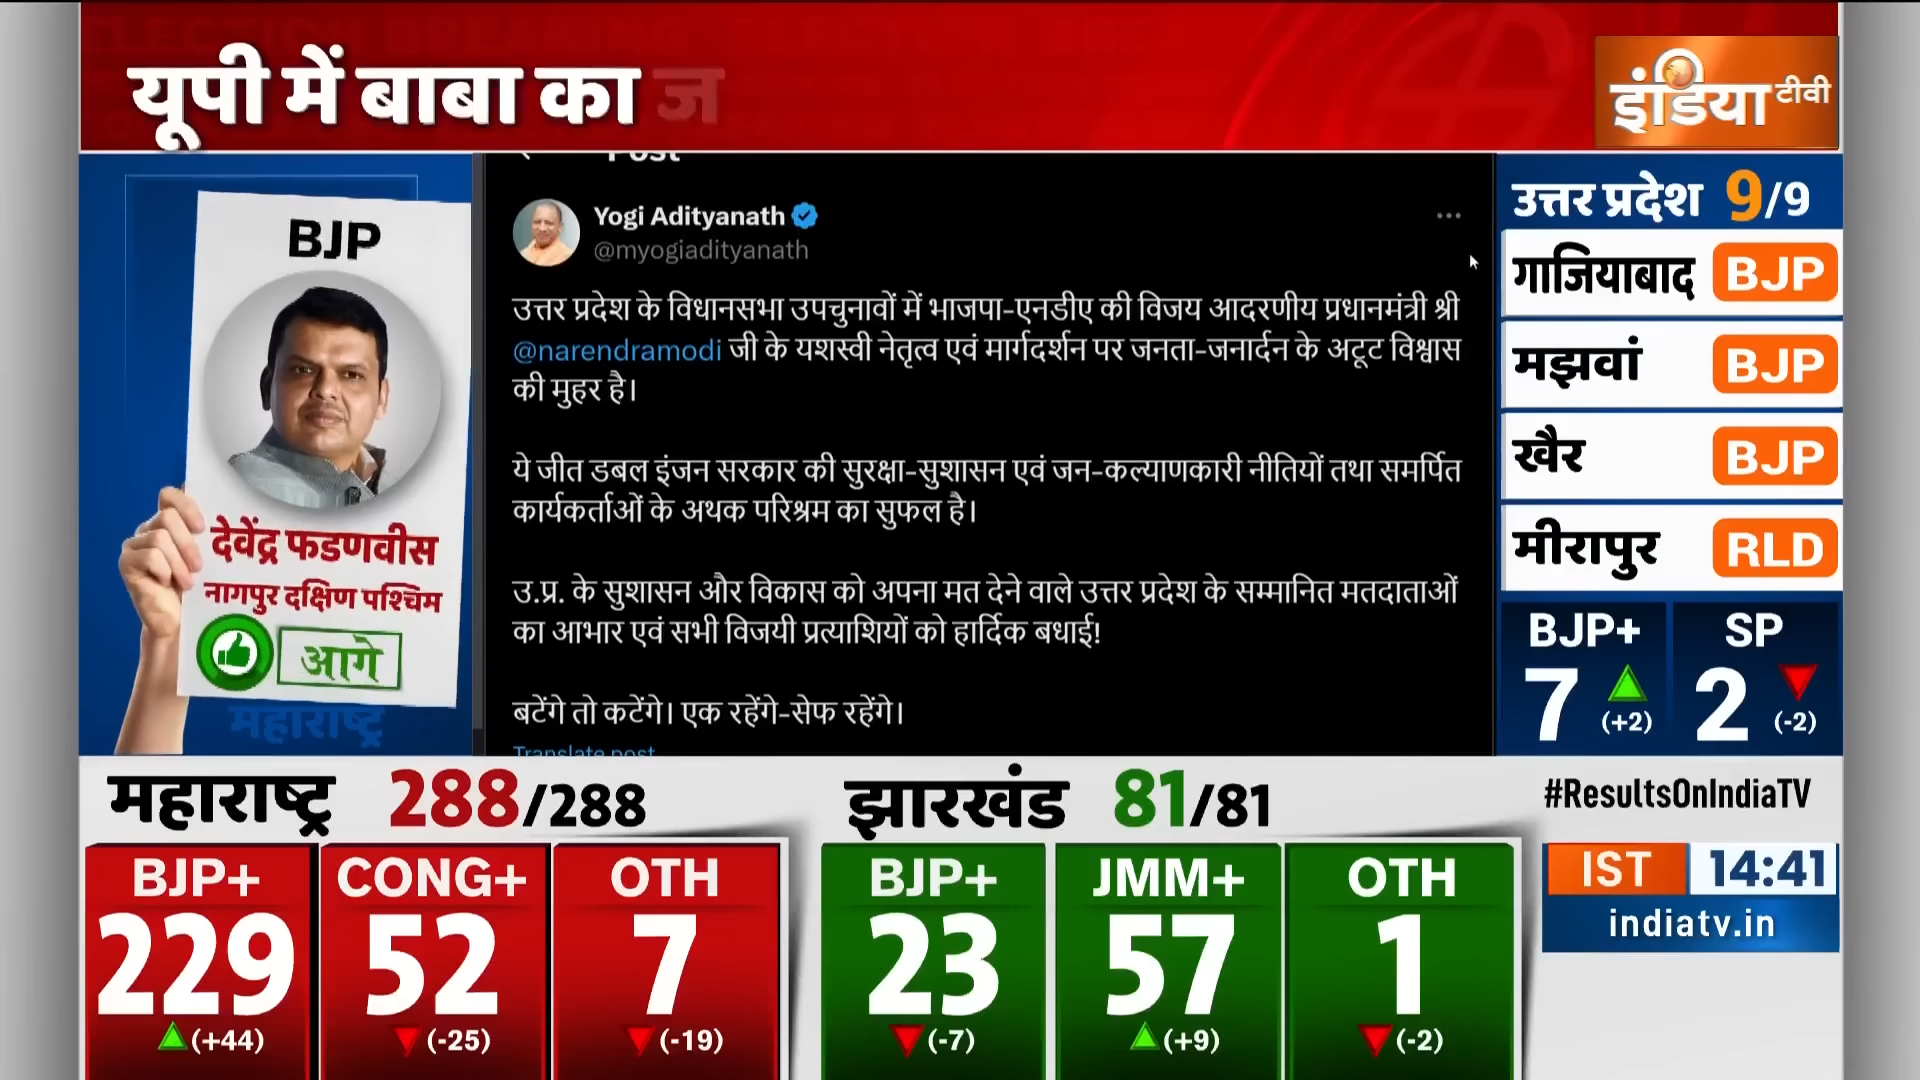 यूपी में बाबा का ज
इंडिया टीवी
BJP
देवेंद्र फडणवीस
नागपुर दक्षिण पश्चिम
आगे
महाराष्ट्र
Post
Yogi Adityanath
@myogiadityanath
उत्तर प्रदेश के विधानसभा उपचुनावों में भाजपा-एनडीए की विजय आदरणीय प्रधानमंत्री श्री
@narendramodi जी के यशस्वी नेतृत्व एवं मार्गदर्शन पर जनता-जनार्दन के अटूट विश्वास
की मुहर है।
ये जीत डबल इंजन सरकार की सुरक्षा-सुशासन एवं जन-कल्याणकारी नीतियों तथा समर्पित
कार्यकर्ताओं के अथक परिश्रम का सुफल है।
उ.प्र. के सुशासन और विकास को अपना मत देने वाले उत्तर प्रदेश के सम्मानित मतदाताओं
का आभार एवं सभी विजयी प्रत्याशियों को हार्दिक बधाई!
बटेंगे तो कटेंगे। एक रहेंगे-सेफ रहेंगे।
Translate post
उत्तर प्रदेश 9/9
गाजियाबाद BJP
मझवां BJP
खैर BJP
मीरापुर RLD
BJP+ SP
7 (+2) 2 (-2)
महाराष्ट्र 288/288
BJP+ CONG+ OTH
229 52 7
(+44) (-25) (-19)
झारखंड 81/81
BJP+ JMM+ OTH
23 57 1
(-7) (+9) (-2)
#ResultsOnIndiaTV
IST 14:41
indiatv.in